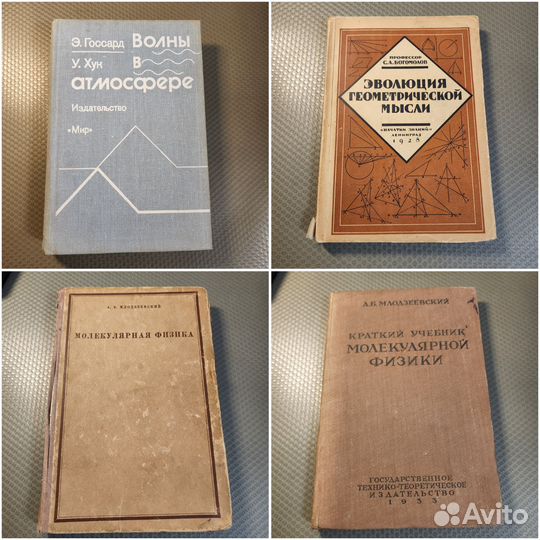 Э. Госсард Волны
У. Хук в
атмосфере
Издательство
«Мир»
ПРОФЕССОР
С.А.БОГОМОЛОВ
ЭВОЛЮЦИЯ
ГЕОМЕТРИЧЕСКОЙ
МЫСЛИ
«НАЧАТКИ ЗНАНИЙ»
ЛЕНИНГРАД
1928
А. Б. МЛОДЗЕЕВСКИЙ
МОЛЕКУЛЯРНАЯ ФИЗИКА
А.Б.МЛОДЗЕЕВСКИЙ
КРАТКИЙ УЧЕБНИК
МОЛЕКУЛЯРНОЙ
ФИЗИКИ
ГОСУДАРСТВЕННОЕ
ТЕХНИКО-ТЕОРЕТИЧЕСКОЕ
ИЗДАТЕЛЬСТВО
1933
Avito